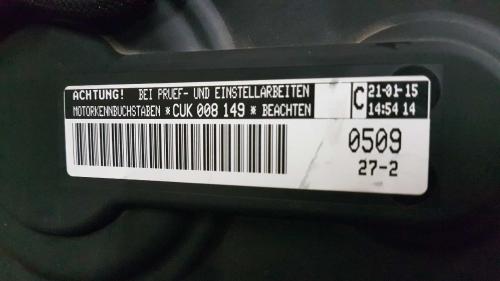 ACHTUNG! BEI PRUEF- UND EINSTELLARBEITEN
MOTORKENNBUCHSTABEN *CUK 008 149* BEACHTEN
C
21-01-15
14:54 14
0509
27-2